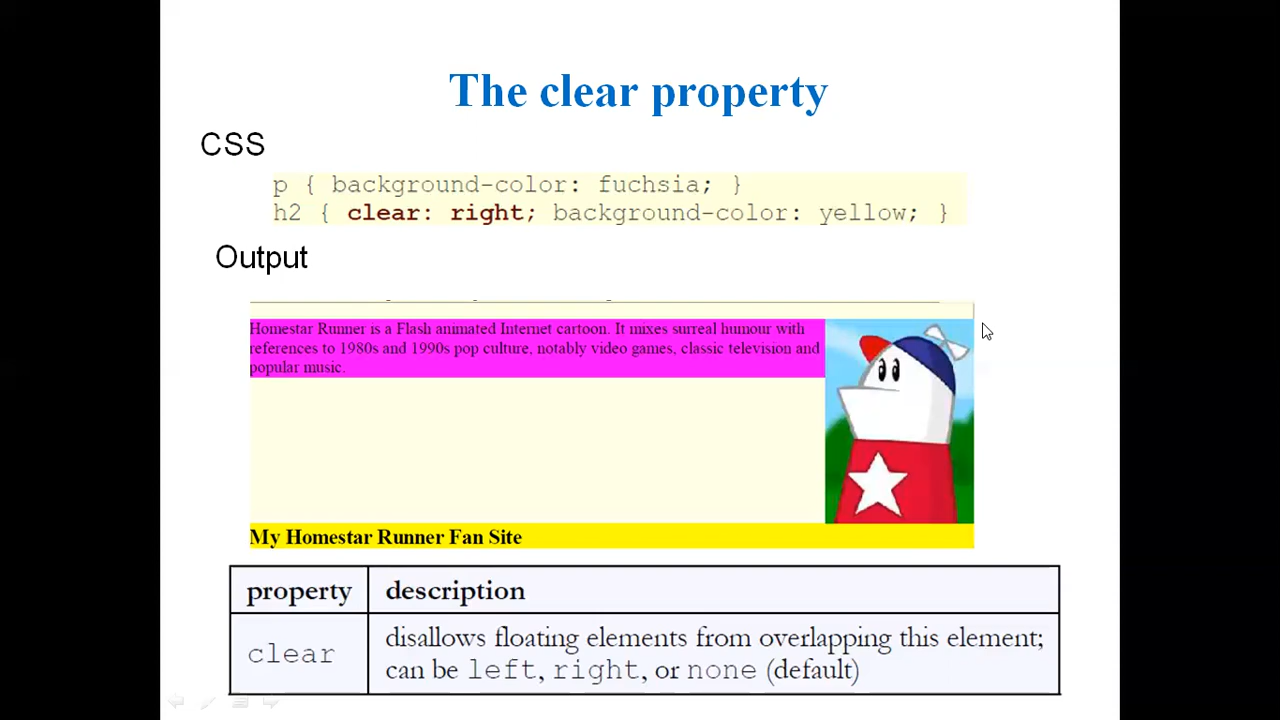 The clear property
CSS
p { background-color: fuchsia; }
h2 { clear: right; background-color: yellow; }
Output
Homestar Runner is a Flash animated Internet cartoon. It mixes surreal humour with
references to 1980s and 1990s pop culture, notably video games, classic television and
popular music.
My Homestar Runner Fan Site
property description
clear disallows floating elements from overlapping this element;
can be left, right, or none (default)